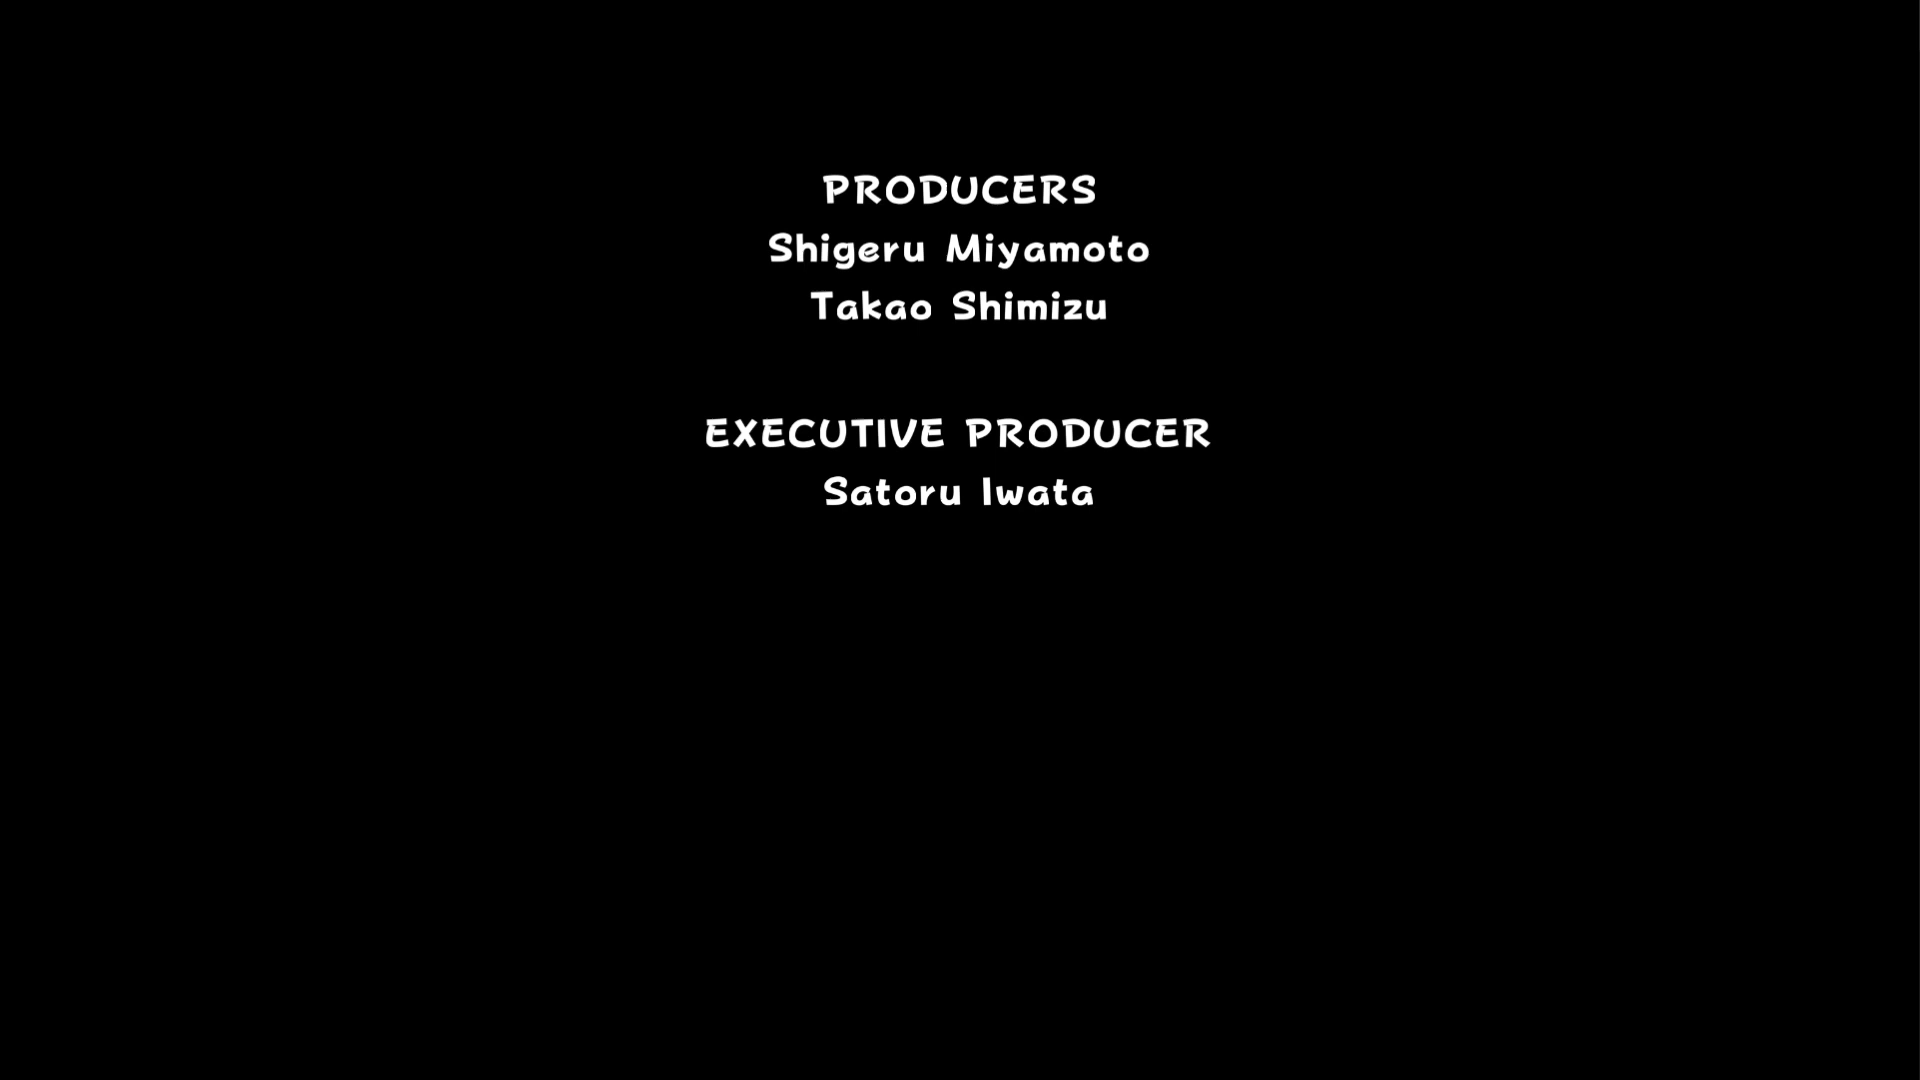 PRODUCERS
Shigeru Miyamoto
Takao Shimizu
EXECUTIVE PRODUCER
Satoru Iwata